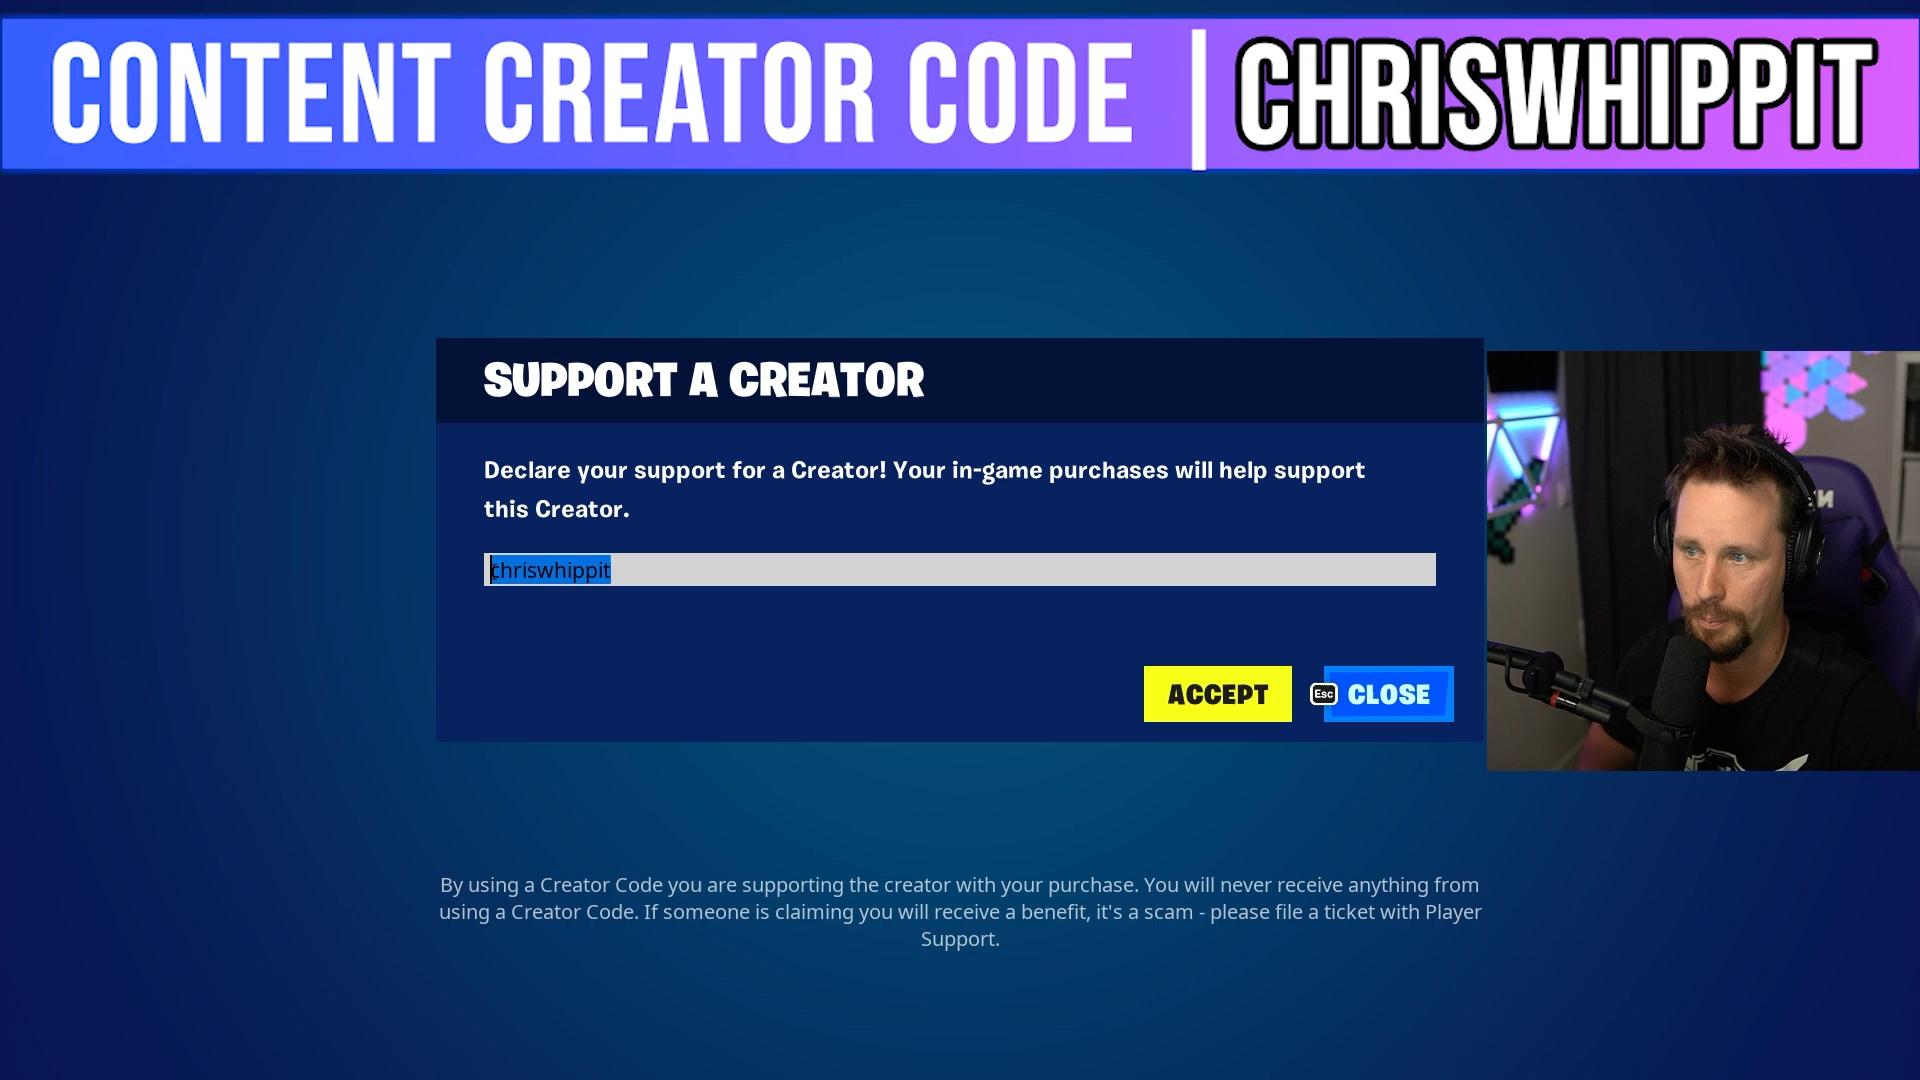 CONTENT CREATOR CODE | CHRISWHIPPIT
SUPPORT A CREATOR
Declare your support for a Creator! Your in-game purchases will help support
this Creator.
chriswhippit
ACCEPT
Esc CLOSE
By using a Creator Code you are supporting the creator with your purchase. You will never receive anything from
using a Creator Code. If someone is claiming you will receive a benefit, it's a scam - please file a ticket with Player
Support.